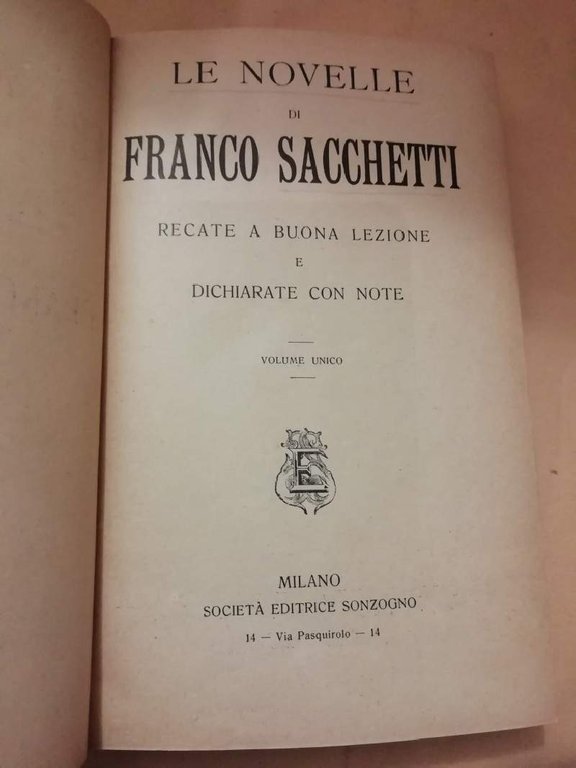 LE NOVELLE
DI
FRANCO SACCHETTI
RECATE A BUONA LEZIONE
E
DICHIARATE CON NOTE
VOLUME UNICO
MILANO
SOCIETÀ EDITRICE SONZOGNO
14 — Via Pasquirolo — 14